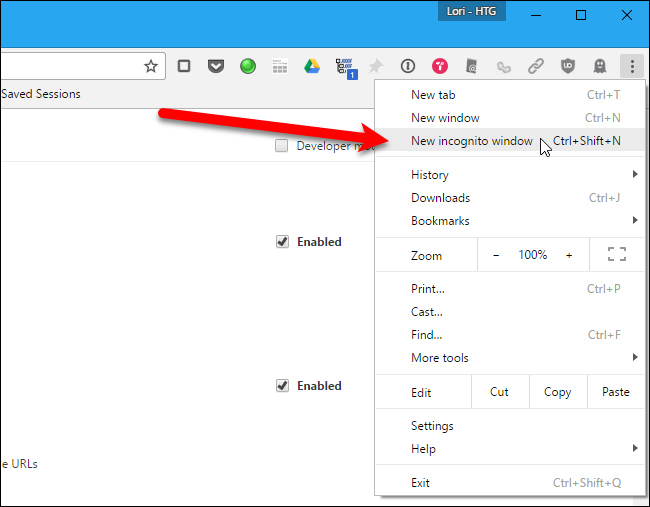 Lori - HTG
Saved Sessions
1
UD
New tab Ctrl+T
New window Ctrl+N
Developer
New incognito window Ctrl+Shift+N
History
Downloads Ctrl+J
Bookmarks
Enabled
Zoom - 100% +
Print... Ctrl+P
Cast...
Find... Ctrl+F
More tools
Enabled
Edit Cut Copy Paste
Settings
Help
e URLs
Exit Ctrl+Shift+Q